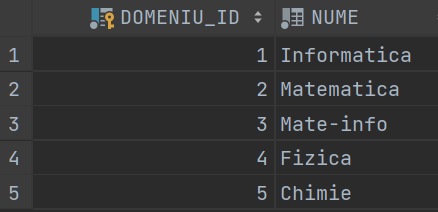 DOMENIU_ID NUME
1 1 Informatica
2 2 Matematica
3 3 Mate-info
4 4 Fizica
5 5 Chimie